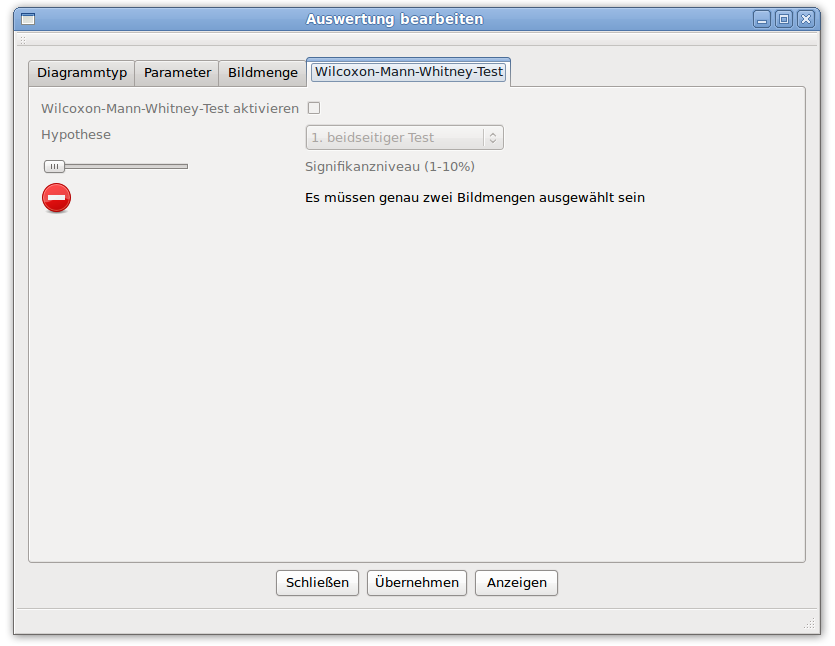 Auswertung bearbeiten
Diagrammtyp Parameter Bildmenge Wilcoxon-Mann-Whitney-Test
Wilcoxon-Mann-Whitney-Test aktivieren
Hypothese 1. beidseitiger Test
Signifikanzniveau (1-10%)
Es müssen genau zwei Bildmengen ausgewählt sein
Schließen Übernehmen Anzeigen